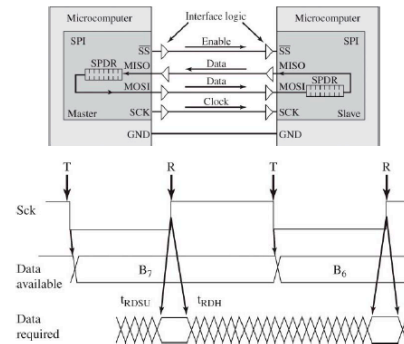 Microcomputer Interface logic Microcomputer
SPI SPI
SS Enable SS
SPDR MISO Data MISO
MOSI Data MOSI SPDR
Master SCK Clock SCK Slave
GND GND
T R T R
Sck
Data available B7 B6
tRDSU tRDH
Data required